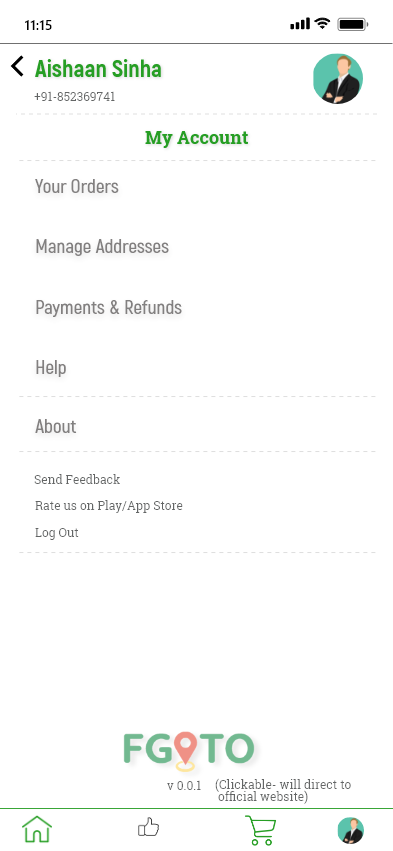 11:15
Aishaan Sinha
+91-852369741
My Account
Your Orders
Manage Addresses
Payments & Refunds
Help
About
Send Feedback
Rate us on Play/App Store
Log Out
FGOTO
v 0.0.1 (Clickable- will direct to
official website)